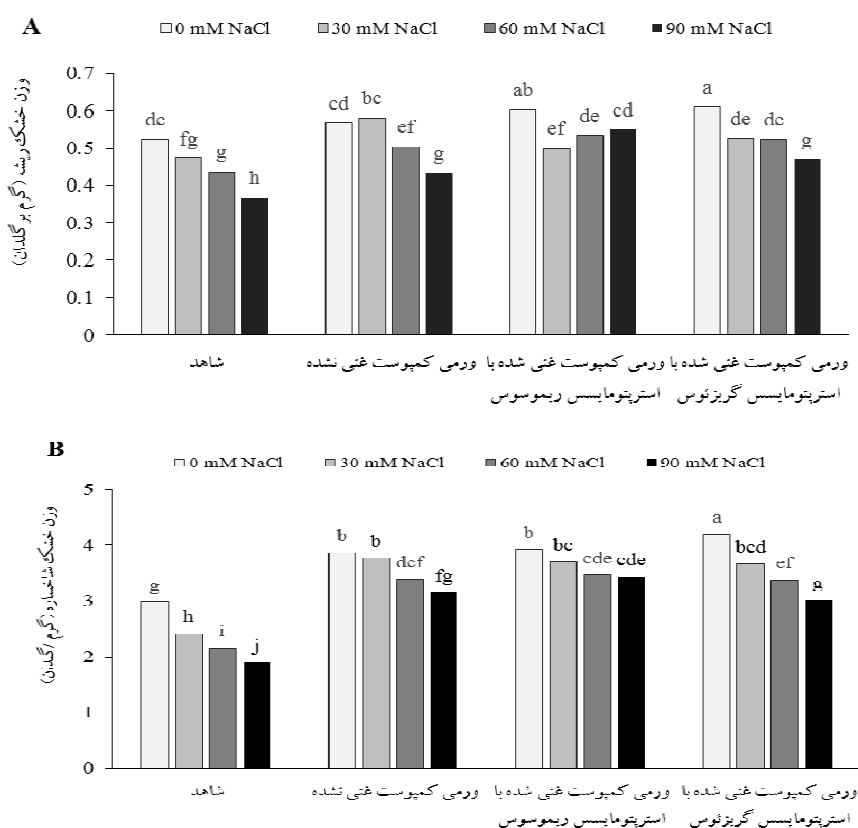 A
0 mM NaCl 30 mM NaCl 60 mM NaCl 90 mM NaCl
وزن خشک ریشه (گرم بر گلدان)
0.7
0.6
0.5
0.4
0.3
0.2
0.1
0
dc fg g h
cd bc ef g
ab ef de cd
a de dc g
شاهد
ورمی کمپوست غنی نشده
ورمی کمپوست غنی شده با
استرپتومایسس ریموسوس
ورمی کمپوست غنی شده با
استرپتومایسس گریزئوس
B
0 mM NaCl 30 mM NaCl 60 mM NaCl 90 mM NaCl
وزن خشک شاخساره (گرم /گلدان)
5
4
3
2
1
0
g h i j
b b dcf fg
b bc cde cde
a bcd ef g
شاهد
ورمی کمپوست غنی نشده
ورمی کمپوست غنی شده با
استرپتومایسس ریموسوس
ورمی کمپوست غنی شده با
استرپتومایسس گریزئوس